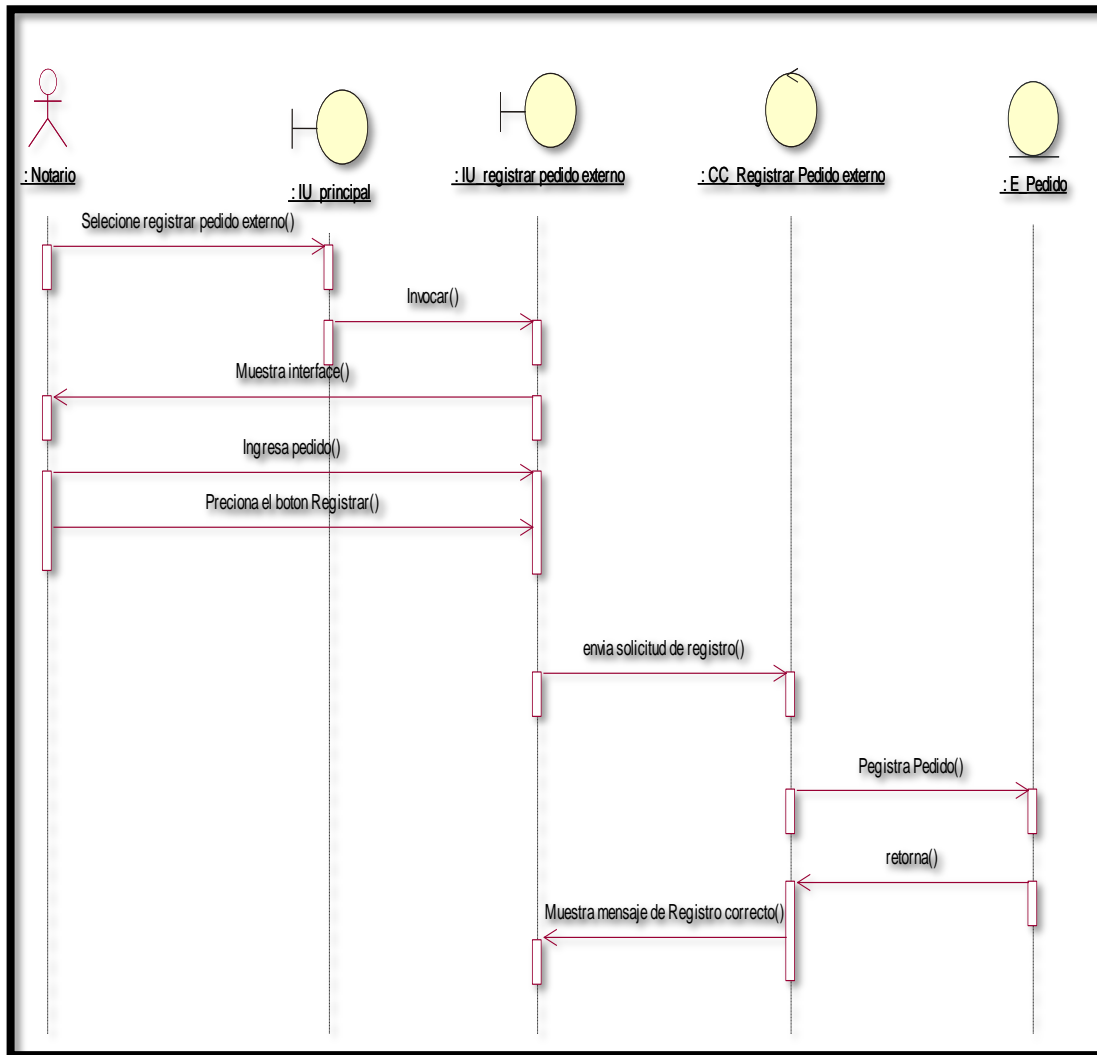 : Notario
: IU_principal
: IU_registrar pedido externo
: CC_Registrar Pedido externo
: E_Pedido
Selecione registrar pedido externo()
Invocar()
Muestra interface()
Ingresa pedido()
Preciona el boton Registrar()
envia solicitud de registro()
Pegistra Pedido()
retorna()
Muestra mensaje de Registro correcto()